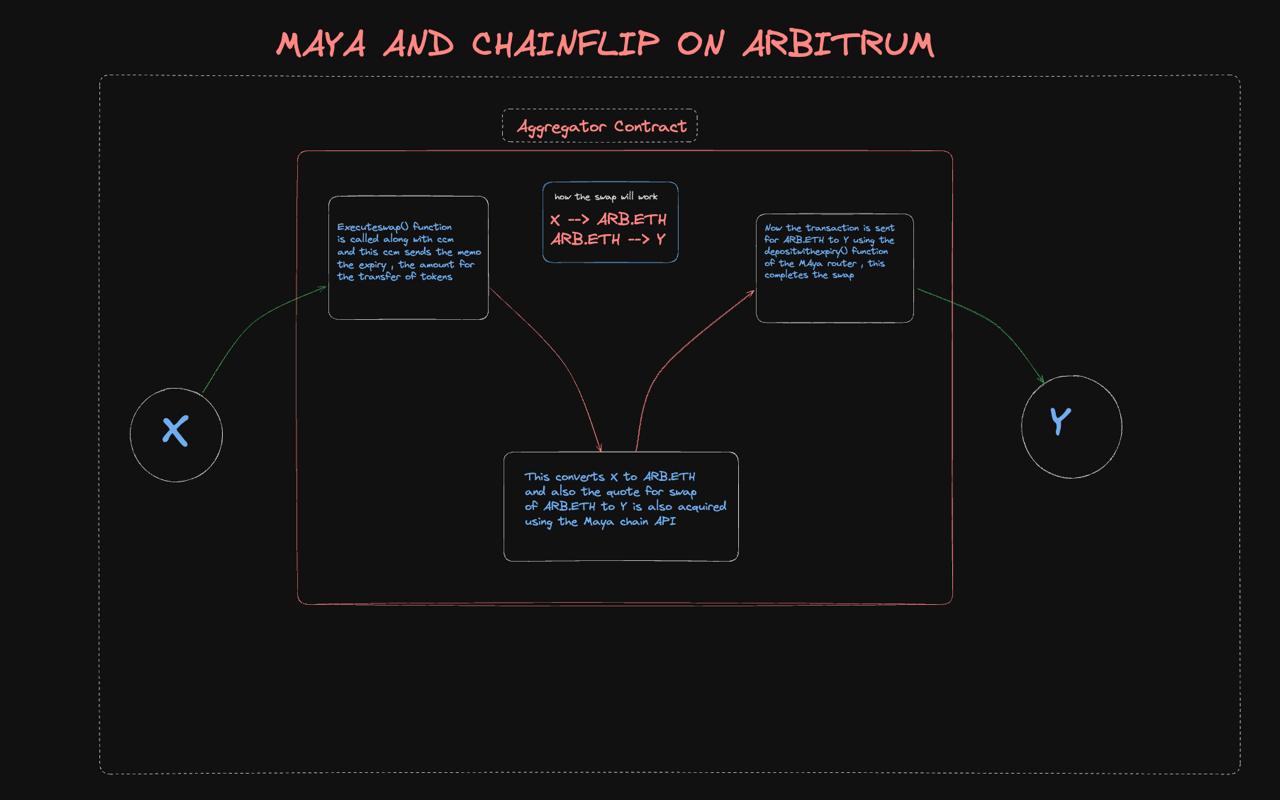 MAYA AND CHAINFLIP ON ARBITRUM
Aggregator Contract
Executeswap() function
is called along with ccm
and this ccm sends the memo
the expiry , the amount for
the transfer of tokens
how the swap will work
X --> ARB.ETH
ARB.ETH --> Y
Now the transaction is sent
for ARB.ETH to Y using the
depositwithexpiry() function
of the MAya router , this
completes the swap
X
Y
This converts X to ARB.ETH
and also the quote for swap
of ARB.ETH to Y is also acquired
using the Maya chain API